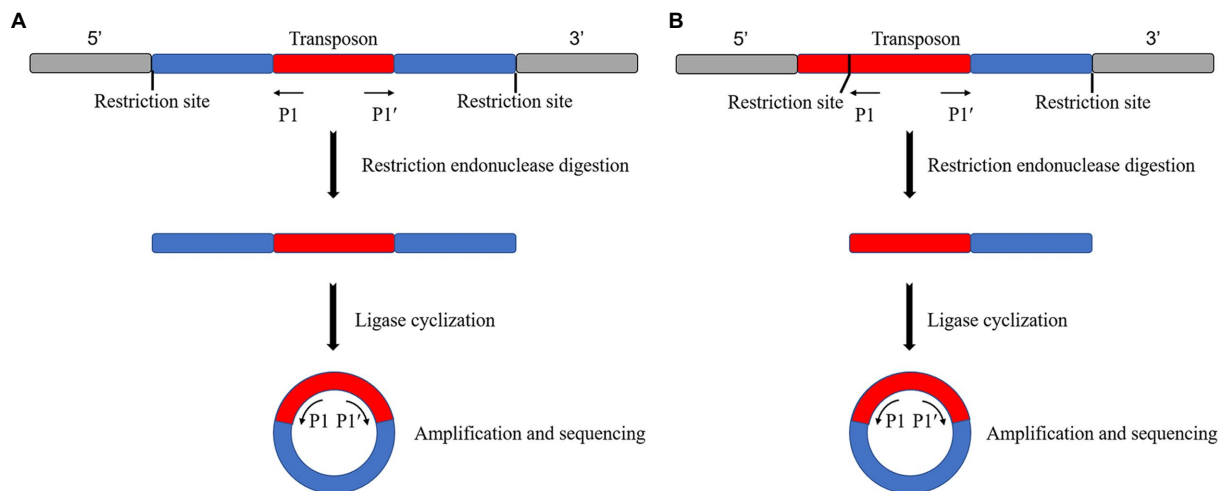 A
5’
Transposon
3’
Restriction site
Restriction site
P1
P1′
Restriction endonuclease digestion
Ligase cyclization
P1
P1′
Amplification and sequencing
B
5’
Transposon
3’
Restriction site
Restriction site
P1
P1′
Restriction endonuclease digestion
Ligase cyclization
P1
P1′
Amplification and sequencing